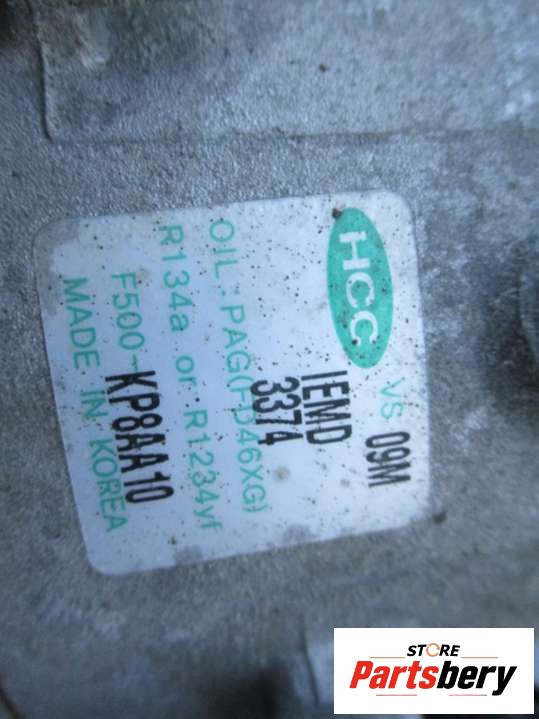 HCC
VS 09M
IEMD
3374
OIL : PAG(FD46XG)
R134a or R1234yf
F500-KP8AA10
MADE IN KOREA
STORE
Partsbery